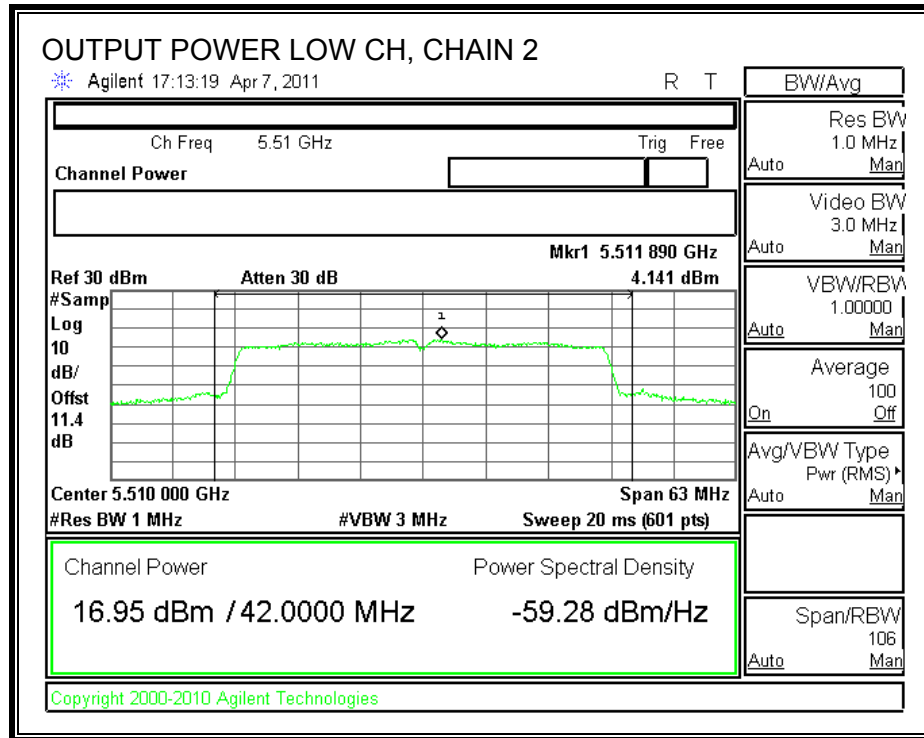 OUTPUT POWER LOW CH, CHAIN 2
Agilent 17:13:19 Apr 7, 2011 R T
BW/Avg
Ch Freq 5.51 GHz Trig Free
Channel Power
Mkr1 5.511 890 GHz
Ref 30 dBm Atten 30 dB 4.141 dBm
#Samp
Log
10
dB/
Offst
11.4
dB
1
Center 5.510 000 GHz Span 63 MHz
#Res BW 1 MHz #VBW 3 MHz Sweep 20 ms (601 pts)
Channel Power Power Spectral Density
16.95 dBm / 42.0000 MHz -59.28 dBm/Hz
Res BW
1.0 MHz
Auto Man
Video BW
3.0 MHz
Auto Man
VBW/RBW
1.00000
Auto Man
Average
100
On Off
Avg/VBW Type
Pwr (RMS)
Auto Man
Span/RBW
106
Auto Man
Copyright 2000-2010 Agilent Technologies